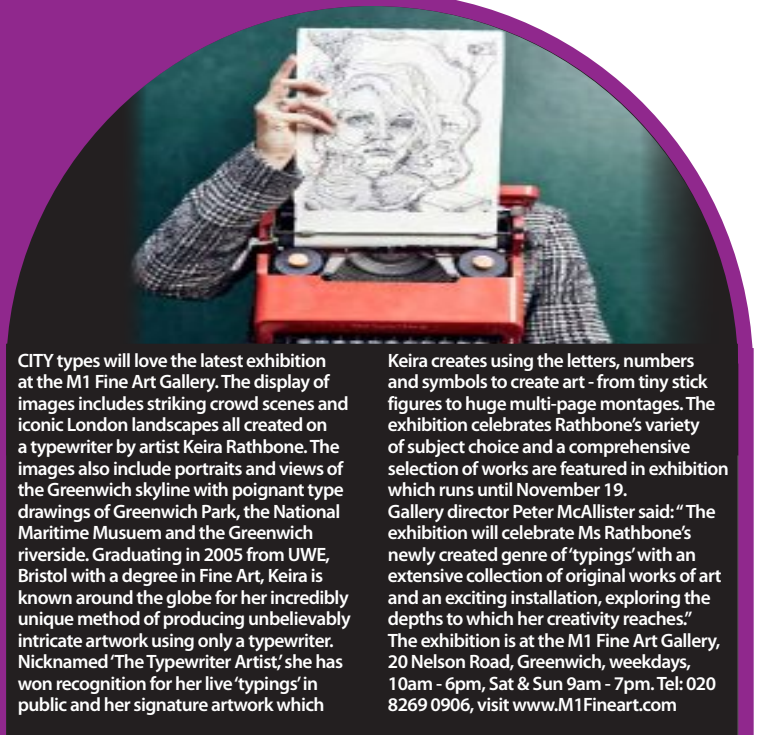 CITY types will love the latest exhibition
at the M1 Fine Art Gallery. The display of
images includes striking crowd scenes and
iconic London landscapes all created on
a typewriter by artist Keira Rathbone. The
images also include portraits and views of
the Greenwich skyline with poignant type
drawings of Greenwich Park, the National
Maritime Musuem and the Greenwich
riverside. Graduating in 2005 from UWE,
Bristol with a degree in Fine Art, Keira is
known around the globe for her incredibly
unique method of producing unbelievably
intricate artwork using only a typewriter.
Nicknamed ‘The Typewriter Artist,’ she has
won recognition for her live ‘typings’ in
public and her signature artwork which
Keira creates using the letters, numbers
and symbols to create art - from tiny stick
figures to huge multi-page montages. The
exhibition celebrates Rathbone’s variety
of subject choice and a comprehensive
selection of works are featured in exhibition
which runs until November 19.
Gallery director Peter McAllister said: “ The
exhibition will celebrate Ms Rathbone’s
newly created genre of ‘typings’ with an
extensive collection of original works of art
and an exciting installation, exploring the
depths to which her creativity reaches.”
The exhibition is at the M1 Fine Art Gallery,
20 Nelson Road, Greenwich, weekdays,
10am - 6pm, Sat & Sun 9am - 7pm. Tel: 020
8269 0906, visit www.M1Fineart.com